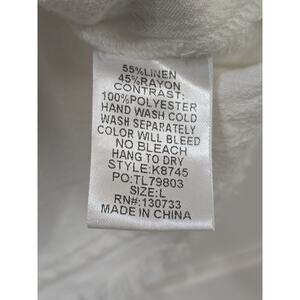 55%LINEN
45%RAYON
CONTRAST:
100%POLYESTER
HAND WASH COLD
WASH SEPARATELY
COLOR WILL BLEED
NO BLEACH
HANG TO DRY
STYLE:K8745
PO:TL79803
SIZE:L
RN#:130733
MADE IN CHINA